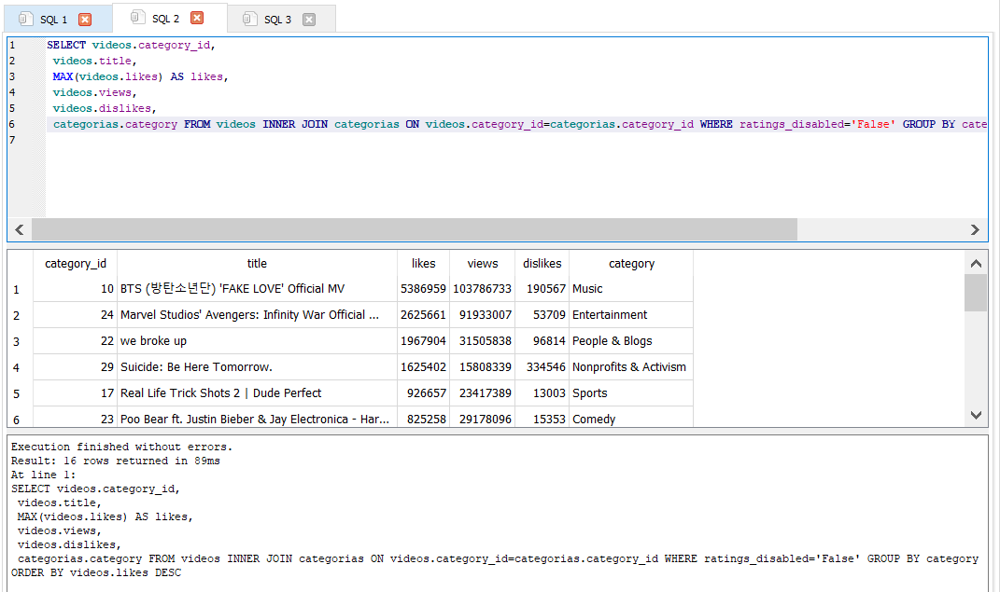 SQL 1 SQL 2 SQL 3
1 SELECT videos.category_id,
2 videos.title,
3 MAX(videos.likes) AS likes,
4 videos.views,
5 videos.dislikes,
6 categorias.category FROM videos INNER JOIN categorias ON videos.category_id=categorias.category_id WHERE ratings_disabled='False' GROUP BY cate
7
category_id title likes views dislikes category
1 10 BTS (방탄소년단) 'FAKE LOVE' Official MV 5386959 103786733 190567 Music
2 24 Marvel Studios' Avengers: Infinity War Official ... 2625661 91933007 53709 Entertainment
3 22 we broke up 1967904 31505838 96814 People & Blogs
4 29 Suicide: Be Here Tomorrow. 1625402 15808339 334546 Nonprofits & Activism
5 17 Real Life Trick Shots 2 | Dude Perfect 926657 23417389 13003 Sports
6 23 Poo Bear ft. Justin Bieber & Jay Electronica - Har... 825258 29178096 15353 Comedy
Execution finished without errors.
Result: 16 rows returned in 89ms
At line 1:
SELECT videos.category_id,
videos.title,
MAX(videos.likes) AS likes,
videos.views,
videos.dislikes,
categorias.category FROM videos INNER JOIN categorias ON videos.category_id=categorias.category_id WHERE ratings_disabled='False' GROUP BY category
ORDER BY videos.likes DESC